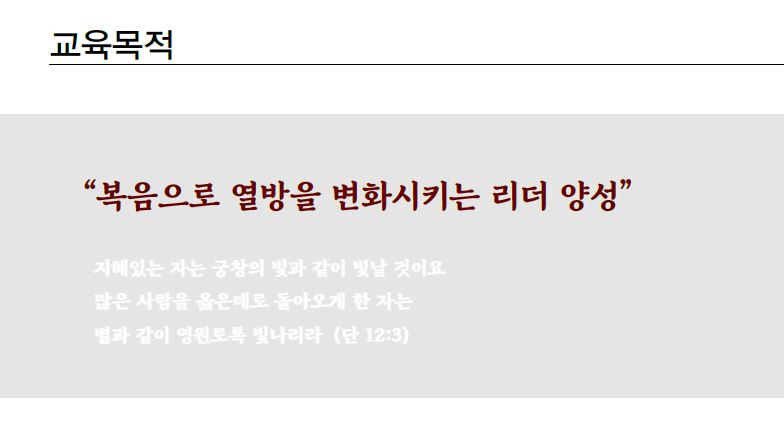 교육목적
“복음으로 열방을 변화시키는 리더 양성”
지혜있는 자는 궁창의 빛과 같이 빛날 것이요
많은 사람을 옳은데로 돌아오게 한 자는
별과 같이 영원토록 빛나리라 (단 12:3)